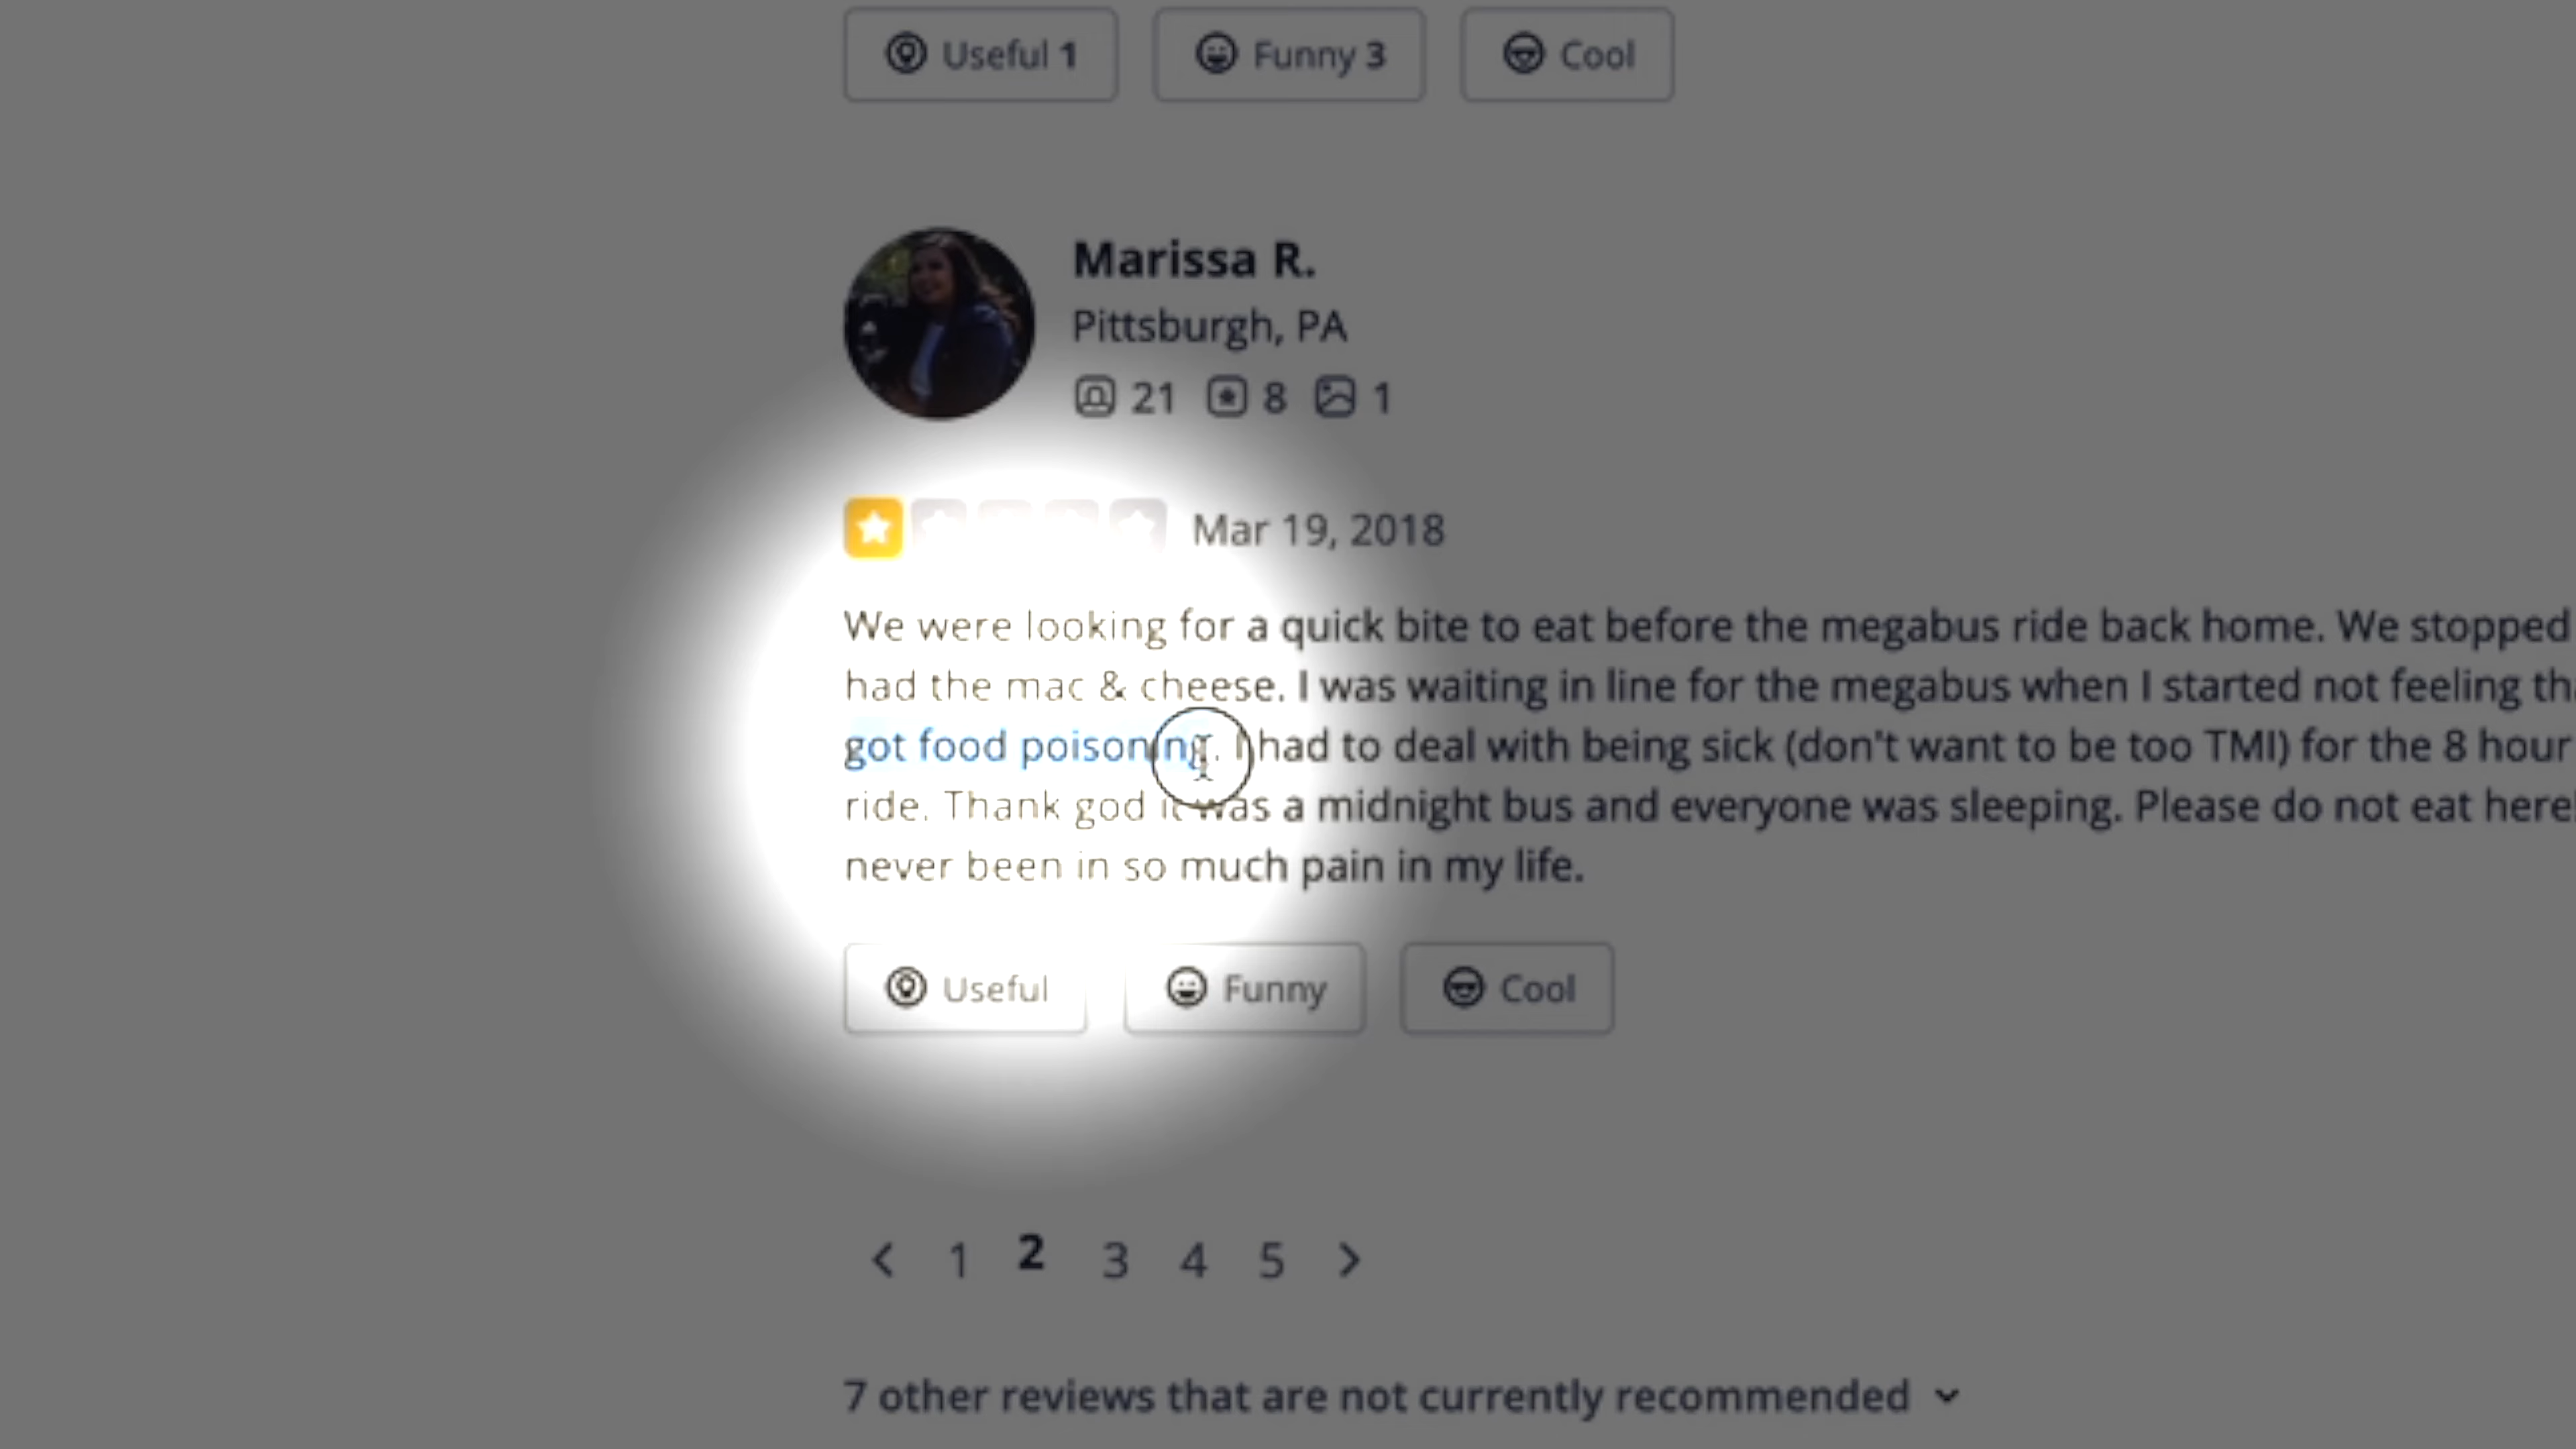 Useful 1 Funny 3 Cool
Marissa R.
Pittsburgh, PA
21 8 1
Mar 19, 2018
We were looking for a quick bite to eat before the megabus ride back home. We stopped
had the mac & cheese. I was waiting in line for the megabus when I started not feeling
got food poisoning. I had to deal with being sick (don't want to be too TMI) for the 8 hour
ride. Thank god it was a midnight bus and everyone was sleeping. Please do not eat here!
never been in so much pain in my life.
Useful Funny Cool
1 2 3 4 5
7 other reviews that are not currently recommended